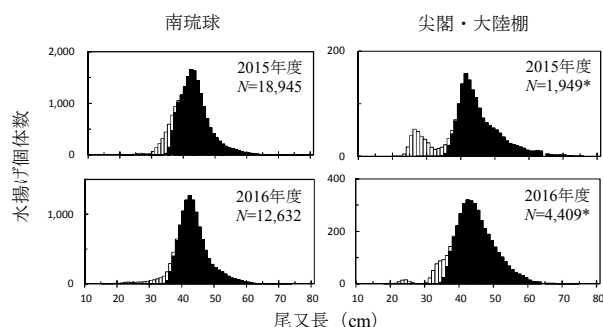 南琉球
尖閣・大陸棚
水揚げ個体数
2,000
1,000
0
2015年度
N=18,945
200
100
0
2015年度
N=1,949*
1,000
0
2016年度
N=12,632
400
200
0
2016年度
N=4,409*
10 20 30 40 50 60 70 80
10 20 30 40 50 60 70 80
尾又長（cm）